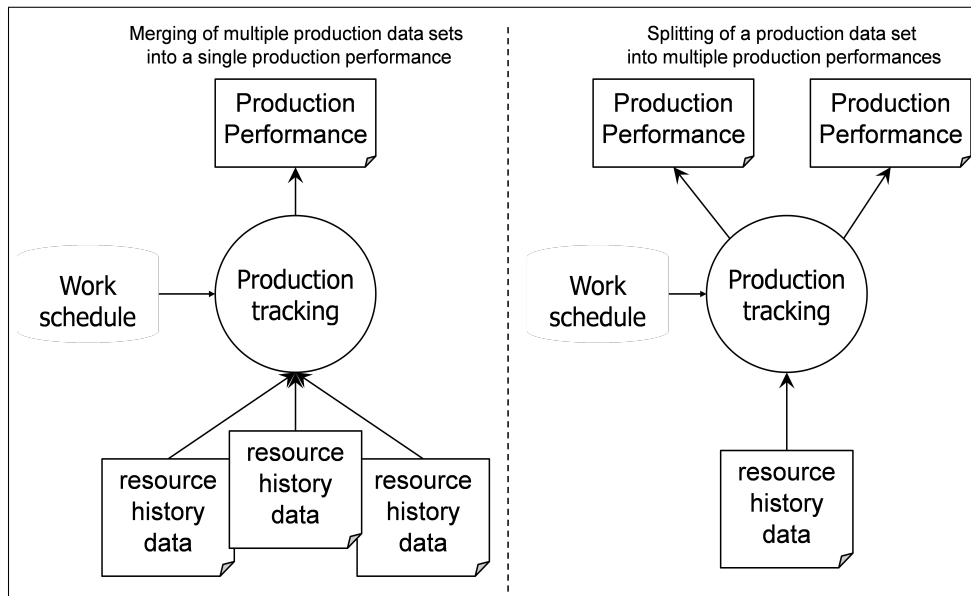 Merging of multiple production data sets
into a single production performance
Production
Performance
Work
schedule
Production
tracking
resource
history
data
resource
history
data
resource
history
data
Splitting of a production data set
into multiple production performances
Production
Performance
Production
Performance
Work
schedule
Production
tracking
resource
history
data